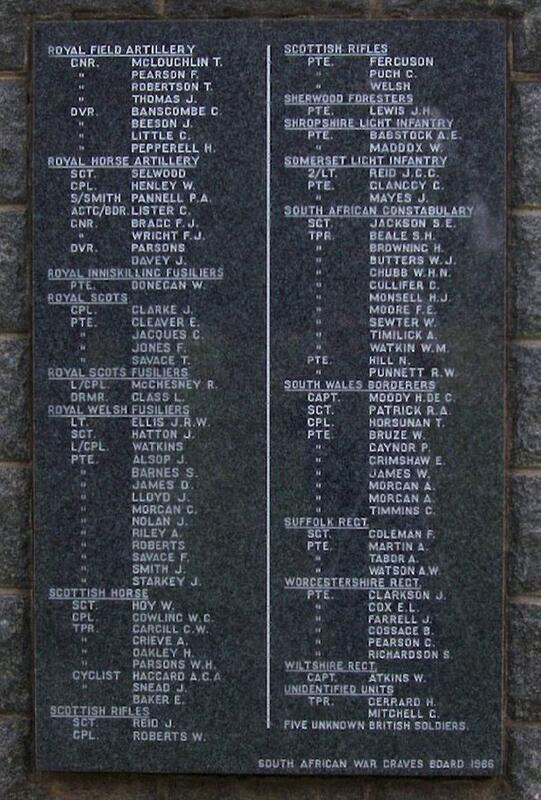 ROYAL FIELD ARTILLERY
GNR. MCLOUGHLIN T.
" PEARSON F.
" ROBERTSON T.
" THOMAS J.
DVR. BANSCOMBE C.
" BEESON J.
" LITTLE C.
" PEPPERELL H.
ROYAL HORSE ARTILLERY
SGT. SELWOOD
CPL. HENLEY W.
S/SMITH PANNELL P.A.
ACTG/BDR. LISTER C.
GNR. BRAGG F.J.
" WRIGHT F.J.
DVR. PARSONS
DAVEY J.
ROYAL INNISKILLING FUSILIERS
PTE. DONEGAN W.
ROYAL SCOTS
CPL. CLARKE J.
PTE. CLEAVER E.
" JACQUES C.
" JONES F.
" SAVAGE T.
ROYAL SCOTS FUSILIERS
L/CPL. MCCHESNEY R.
DRMR. GLASS L.
ROYAL WELSH FUSILIERS
LT. ELLIS J.R.W.
SGT. HATTON J.
L/CPL. WATKINS
PTE. ALSOP J.
" BARNES S.
" JAMES D.
" LLOYD J.
" MORGAN C.
" NOLAN J.
" RILEY A.
" ROBERTS
" SAVAGE F.
" SMITH J.
" STARKEY J.
SCOTTISH HORSE
SGT. HOY W.
CPL. GOWLING W.G.
TPR. CARGILL C.W.
" GRIEVE A.
" OAKLEY H.
" PARSONS W.H.
CYCLIST HAGGARD A.G.A
" SNEAD J.
BAKER E.
SCOTTISH RIFLES
SGT. REID J.
CPL. ROBERTS W.
SCOTTISH RIFLES
PTE. FERGUSON
" PUGH C.
" WELSH
SHERWOOD FORESTERS
PTE. LEWIS J.H.
SHROPSHIRE LIGHT INFANTRY
PTE. BABSTOCK A.E.
" MADDOX W.
SOMERSET LIGHT INFANTRY
2/LT. REID J.C.C.
PTE. CLANCCY C.
" MAYES J.
SOUTH AFRICAN CONSTABULARY
SGT. JACKSON S.E.
TPR. BEALE S.H.
" BROWNING H.
" BUTTERS W.J.
" CHUBB W.H.N.
" GULLIFER C.
" MONSELL H.J.
" MOORE F.E.
" SEWTER W.
" TIMILICK A.
" WATKIN W.M.
PTE. HILL N.
" PUNNETT R.W.
SOUTH WALES BORDERERS
CAPT. MOODY H.DE C.
SGT. PATRICK R.A.
CPL. HORSUNAN T.
PTE. BRUZE W.
" GAYNOR P.
" GRIMSHAW E.
" JAMES W.
" MORGAN A.
" MORGAN A.
" TIMMINS C.
SUFFOLK REGT.
SGT. COLEMAN F.
PTE. MARTIN A.
" TABOR A.
" WATSON A.W.
WORCESTERSHIRE REGT.
PTE. CLARKSON J.
" COX E.L.
" FARRELL J.
" GOSSAGE B.
" PEARSON C.
" RICHARDSON S.
WILTSHIRE REGT.
CAPT. ATKINS W.
UNIDENTIFIED UNITS
TPR. GERRARD H.
MITCHELL G.
FIVE UNKNOWN BRITISH SOLDIERS.
SOUTH AFRICAN WAR GRAVES BOARD 1986